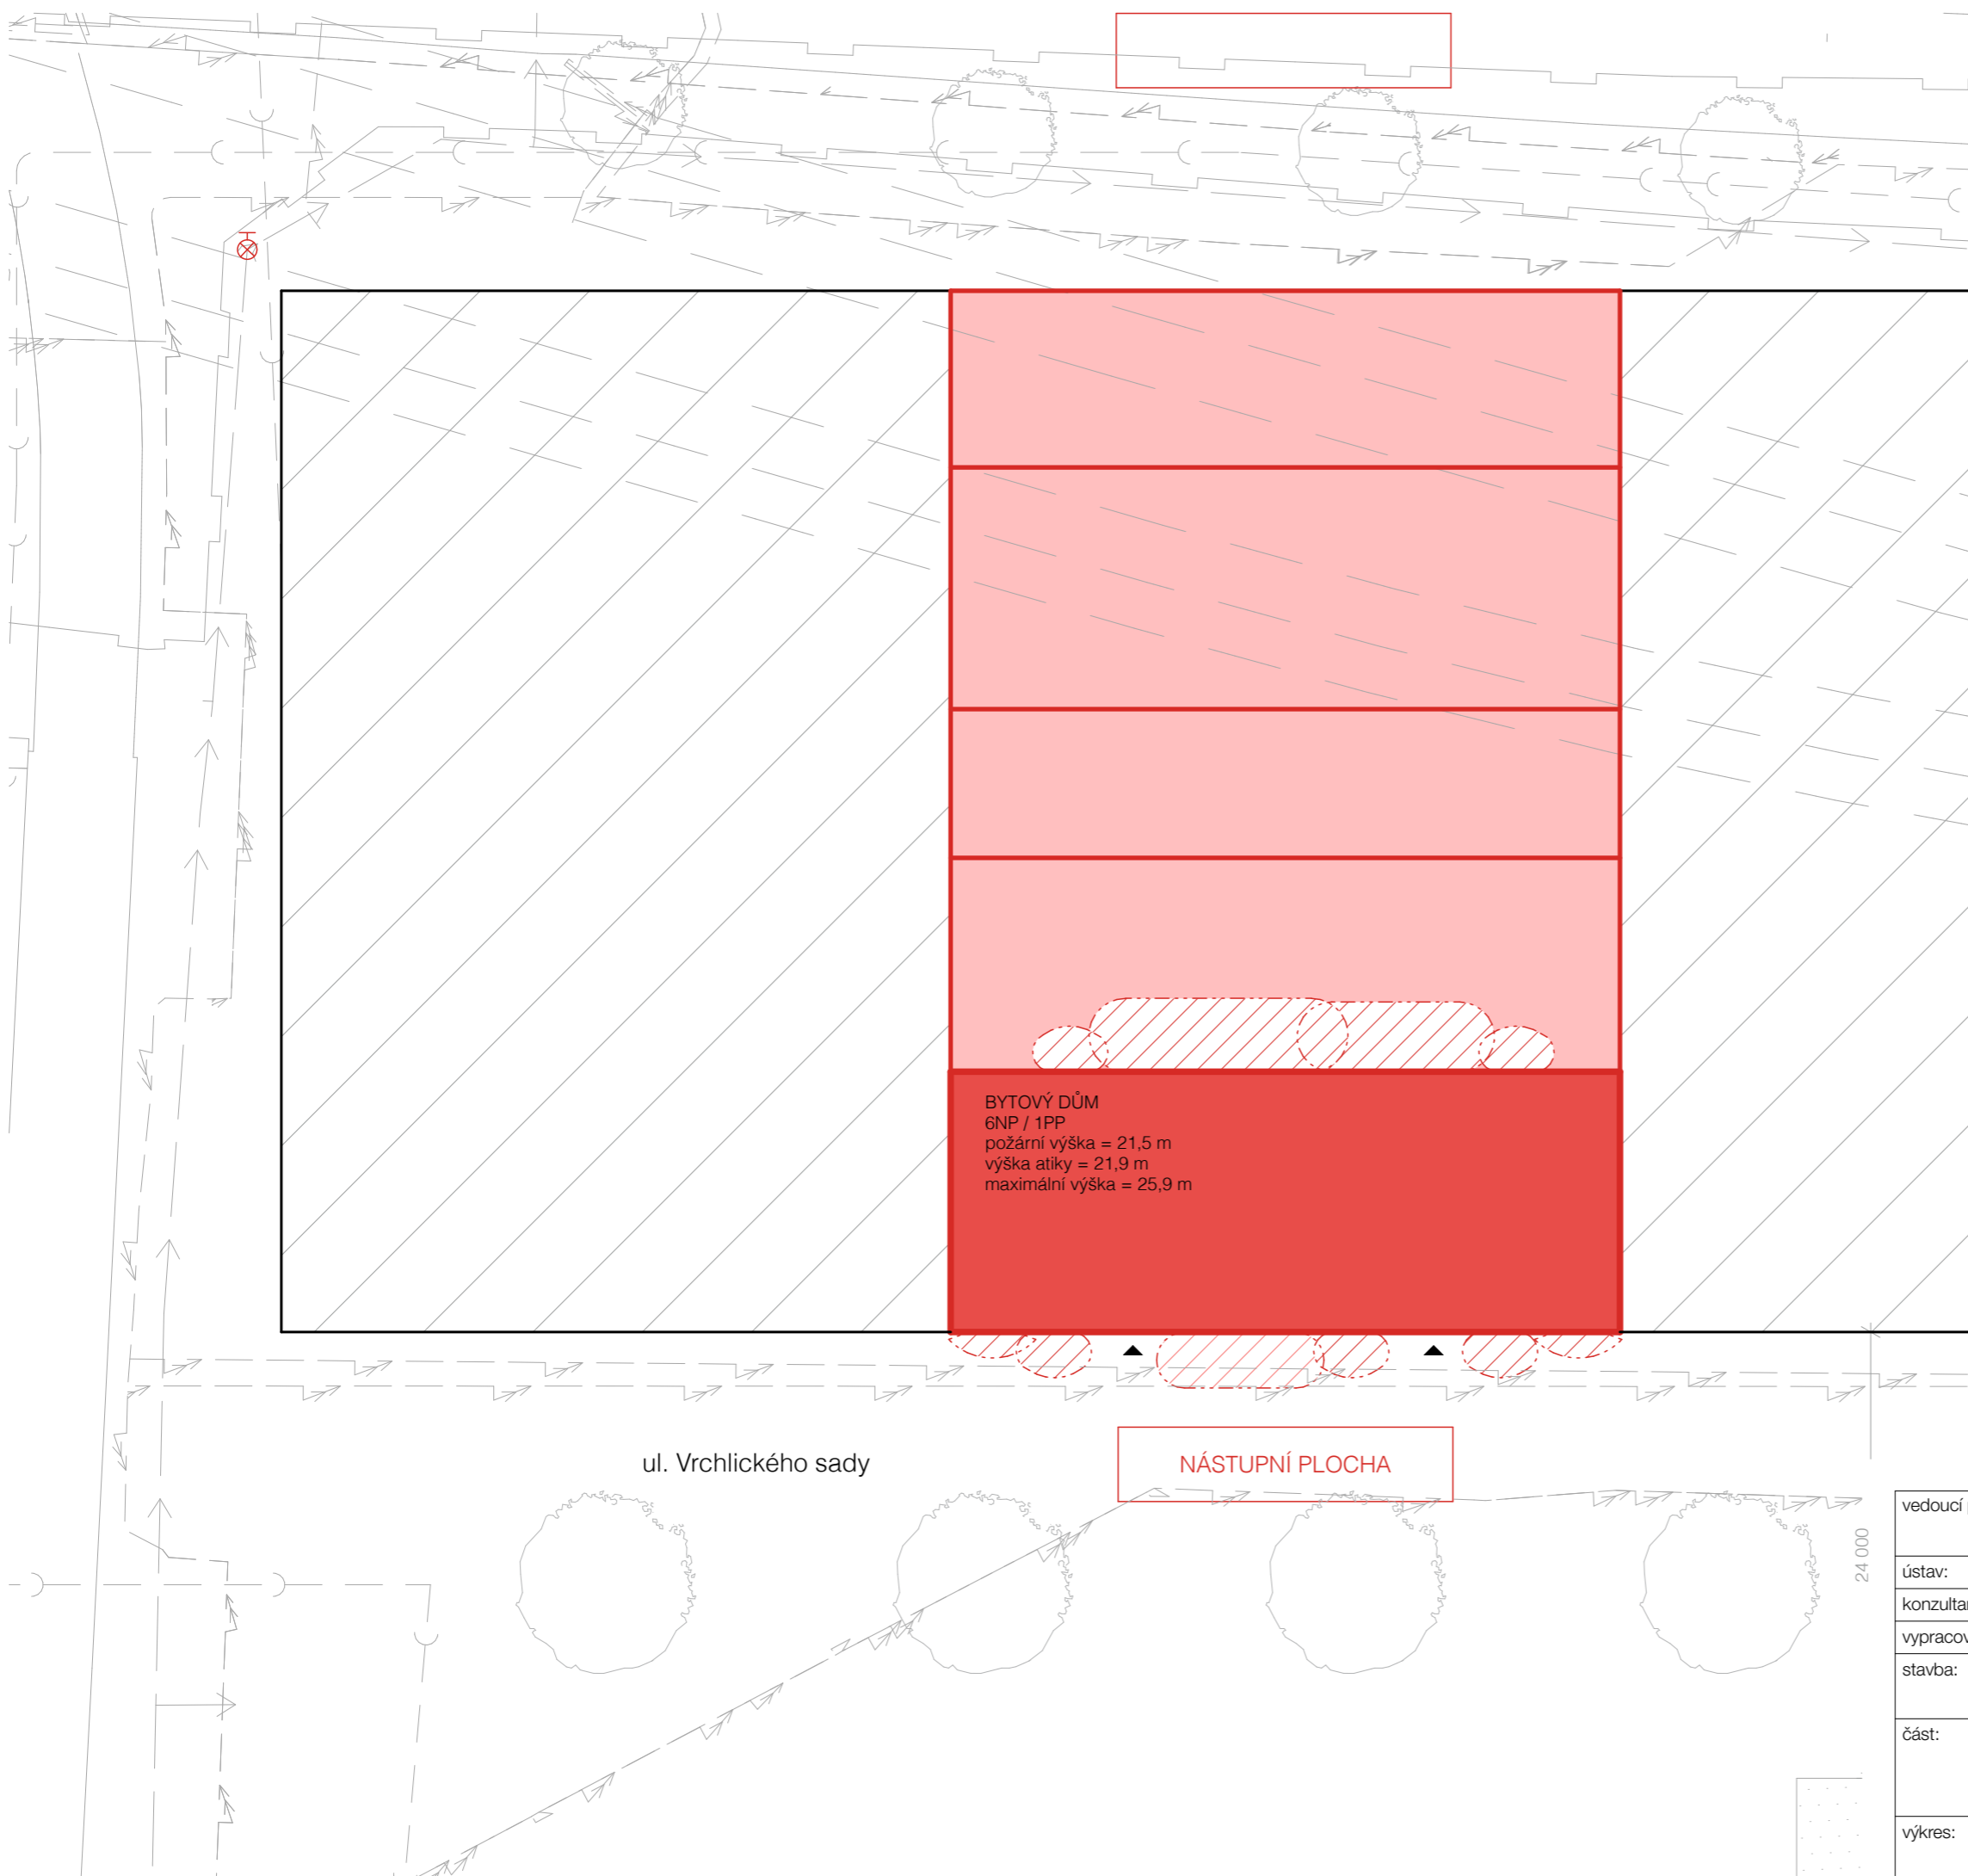 BYTOVÝ DŮM
6NP / 1PP
požární výška = 21,5 m
výška atiky = 21,9 m
maximální výška = 25,9 m
ul. Vrchlického sady
NÁSTUPNÍ PLOCHA
24 000
vedoucí
ústav:
stavba:
část:
výkres: